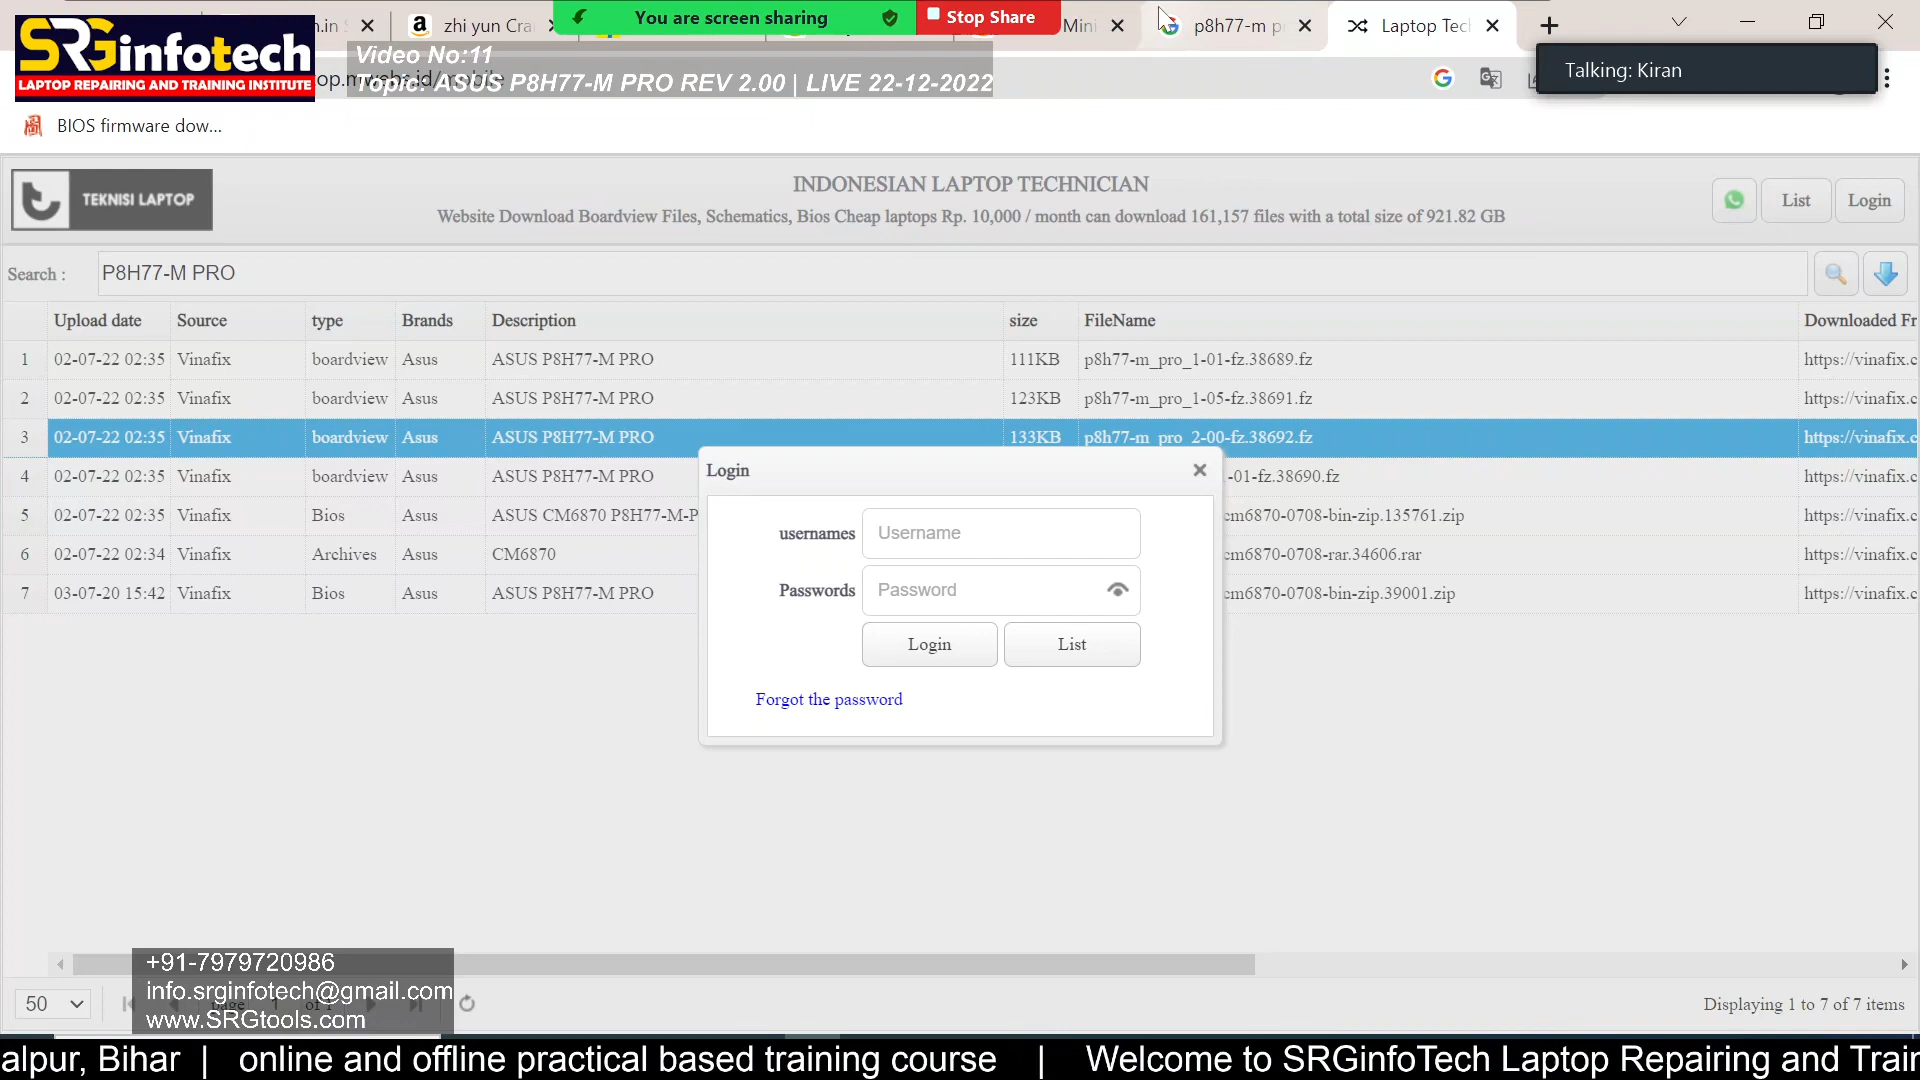 zhi yun Cra
You are screen sharing
Stop Share
Mini
p8h77-m p
Laptop Tec
SRGinfotech
LAPTOP REPAIRING AND TRAINING INSTITUTE
Video No:11
Topic: ASUS P8H77-M PRO REV 2.00 | LIVE 22-12-2022
Talking: Kiran
BIOS firmware dow...
TEKNISI LAPTOP
INDONESIAN LAPTOP TECHNICIAN
Website Download Boardview Files, Schematics, Bios Cheap laptops Rp. 10,000 / month can download 161,157 files with a total size of 921.82 GB
List
Login
Search :
P8H77-M PRO
Upload date Source type Brands Description size FileName Downloaded Fr
1 02-07-22 02:35 Vinafix boardview Asus ASUS P8H77-M PRO 111KB p8h77-m_pro_1-01-fz.38689.fz https://vinafix.c
2 02-07-22 02:35 Vinafix boardview Asus ASUS P8H77-M PRO 123KB p8h77-m_pro_1-05-fz.38691.fz https://vinafix.c
3 02-07-22 02:35 Vinafix boardview Asus ASUS P8H77-M PRO 133KB p8h77-m_pro_2-00-fz.38692.fz https://vinafix.c
4 02-07-22 02:35 Vinafix boardview Asus ASUS P8H77-M PRO -01-fz.38690.fz https://vinafix.c
5 02-07-22 02:35 Vinafix Bios Asus ASUS CM6870 P8H77-M-P cm6870-0708-bin-zip.135761.zip https://vinafix.c
6 02-07-22 02:34 Vinafix Archives Asus CM6870 cm6870-0708-rar.34606.rar https://vinafix.c
7 03-07-20 15:42 Vinafix Bios Asus ASUS P8H77-M PRO cm6870-0708-bin-zip.39001.zip https://vinafix.c
Login
usernames Username
Passwords Password
Login List
Forgot the password
+91-7979720986
info.srginfotech@gmail.com
www.SRGtools.com
50
page 1
Displaying 1 to 7 of 7 items
alpur, Bihar | online and offline practical based training course | Welcome to SRGinfoTech Laptop Repairing and Train